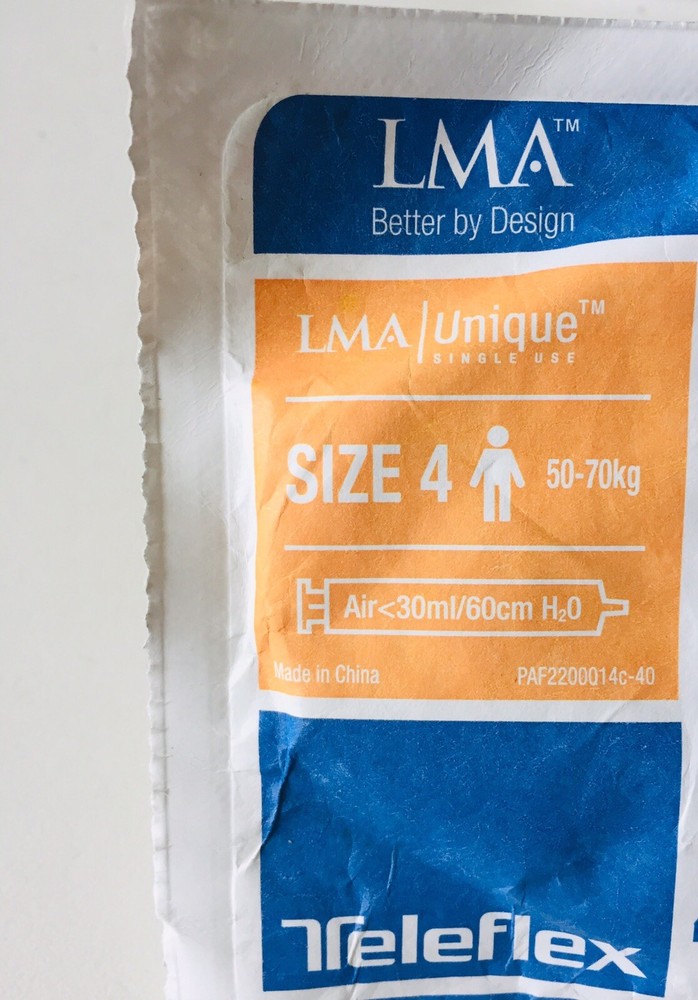 LMA™
Better by Design
LMA|Unique™
SINGLE USE
SIZE 4 50-70kg
Air<30ml/60cm H₂O
Made in China PAF2200014c-40
Teleflex